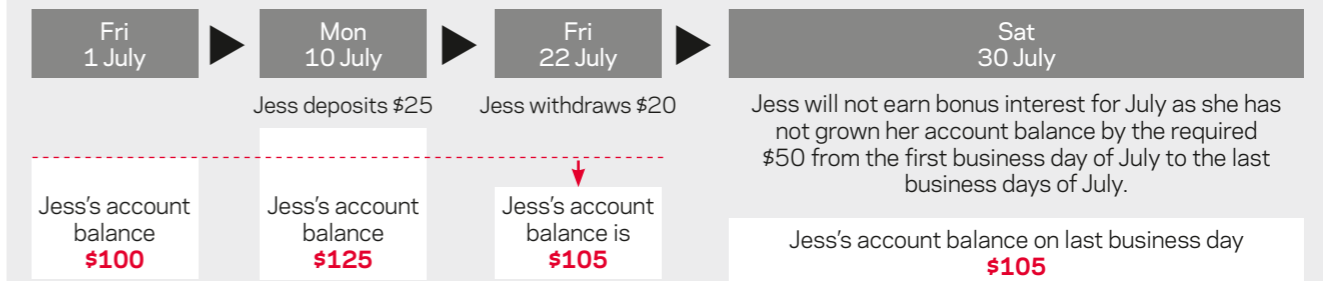 Fri
1 July
Mon
10 July
Fri
22 July
Sat
30 July
Jess deposits $25
Jess withdraws $20
Jess will not earn bonus interest for July as she has
not grown her account balance by the required
$50 from the first business day of July to the last
business days of July.
Jess's account
balance
$100
Jess's account
balance
$125
Jess's account
balance is
$105
Jess's account balance on last business day
$105